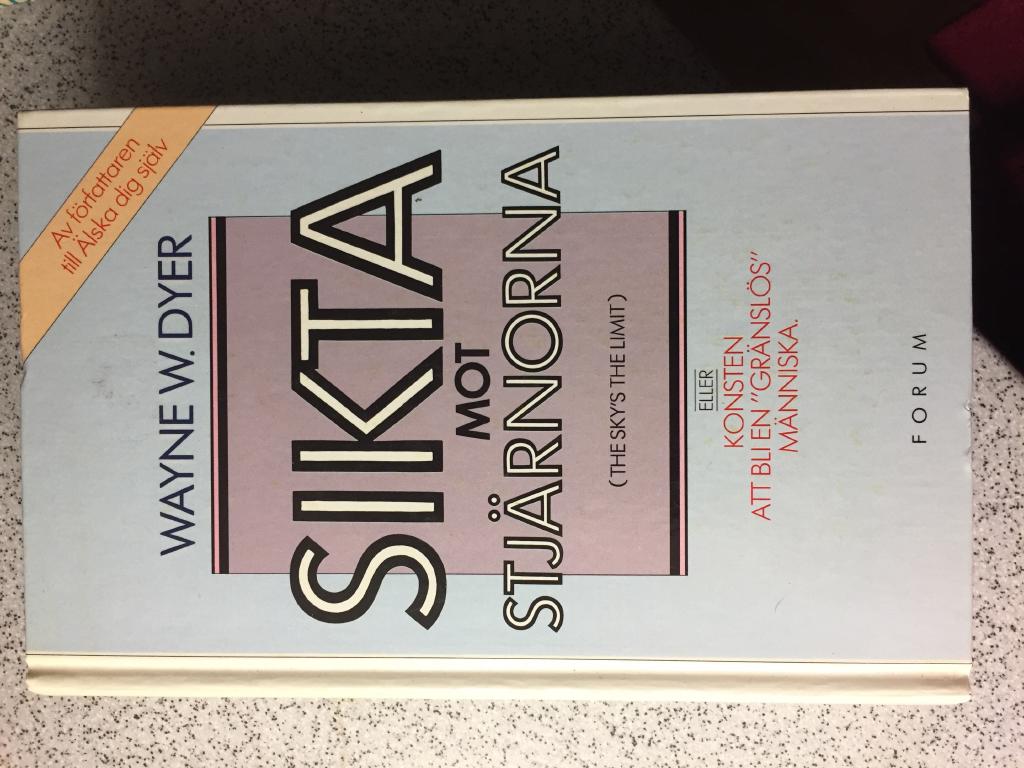 Av författaren
till Älska dig själv
WAYNE W. DYER
SIKTA
MOT
STJÄRNORNA
(THE SKY'S THE LIMIT)
ELLER
KONSTEN
ATT BLI EN "GRÄNSLÖS"
MÄNNISKA.
FORUM